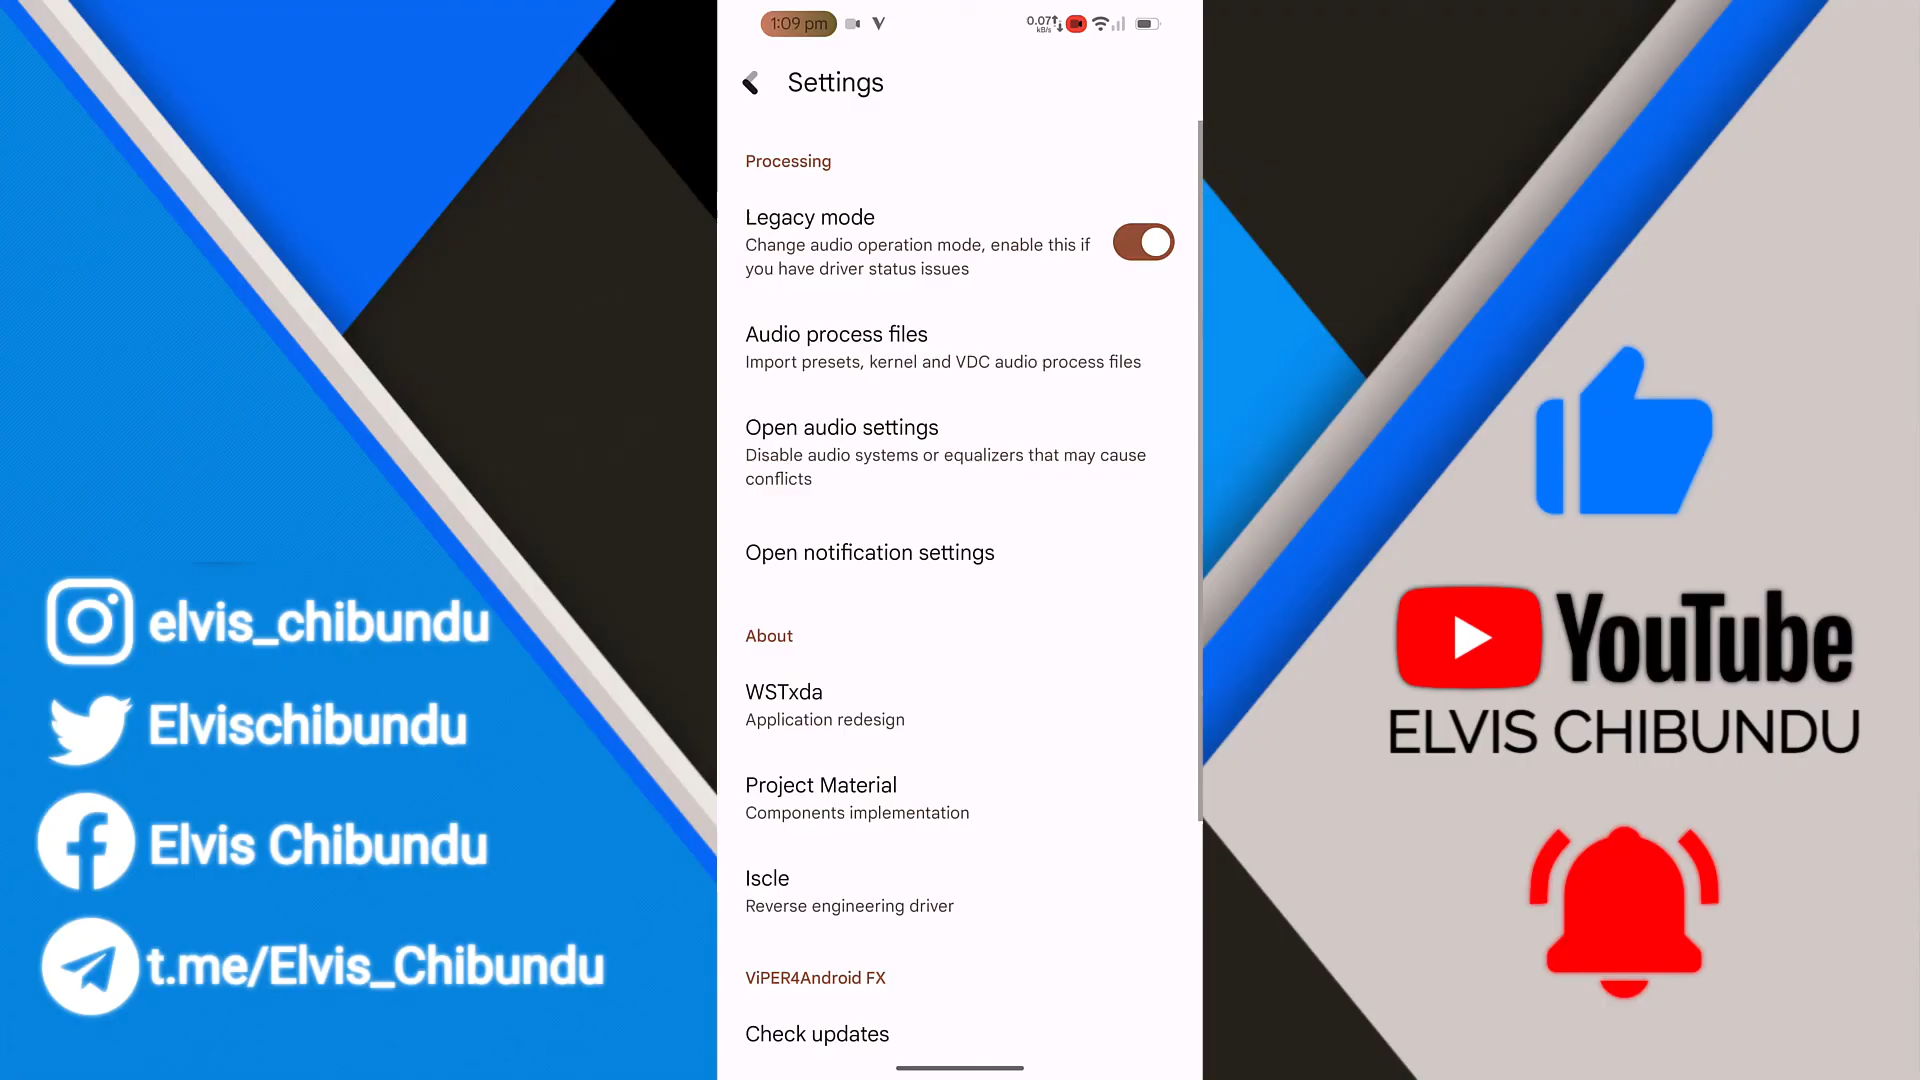 1:09 pm
0.07
kB/s
Settings
Processing
Legacy mode
Change audio operation mode, enable this if
you have driver status issues
Audio process files
Import presets, kernel and VDC audio process files
Open audio settings
Disable audio systems or equalizers that may cause
conflicts
Open notification settings
About
WSTxda
Application redesign
Project Material
Components implementation
Iscle
Reverse engineering driver
ViPER4Android FX
Check updates
elvis_chibundu
Elvischibundu
Elvis Chibundu
t.me/Elvis_Chibundu
YouTube
ELVIS CHIBUNDU